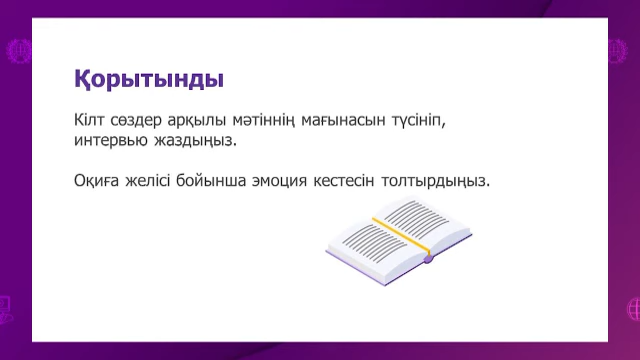 Қорытынды
Кілт сөздер арқылы мәтіннің мағынасын түсініп,
интервью жаздыңыз.
Оқиға желісі бойынша эмоция кестесін толтырдыңыз.